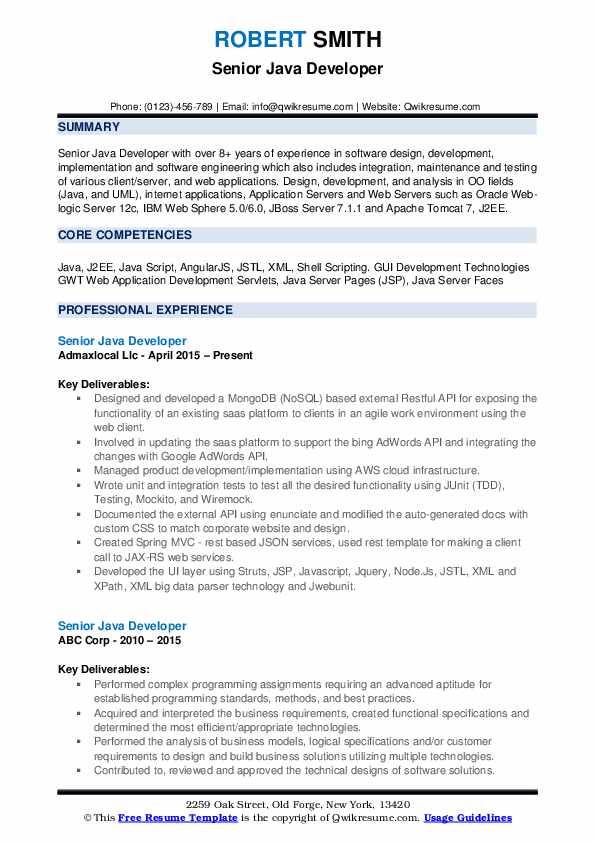 ROBERT SMITH
Senior Java Developer
Phone: (0123)-456-789 | Email: info@qwikresume.com | Website: Qwikresume.com
SUMMARY
Senior Java Developer with over 8+ years of experience in software design, development,
implementation and software engineering which also includes integration, maintenance and testing
of various client/server, and web applications. Design, development, and analysis in OO fields
(Java, and UML), internet applications, Application Servers and Web Servers such as Oracle Web-
logic Server 12c, IBM Web Sphere 5.0/6.0, JBoss Server 7.1.1 and Apache Tomcat 7, J2EE.
CORE COMPETENCIES
Java, J2EE, Java Script, AngularJS, JSTL, XML, Shell Scripting. GUI Development Technologies
GWT Web Application Development Servlets, Java Server Pages (JSP), Java Server Faces
PROFESSIONAL EXPERIENCE
Senior Java Developer
Admaxlocal Llc - April 2015 – Present
Key Deliverables:
▪ Designed and developed a MongoDB (NoSQL) based external Restful API for exposing the
functionality of an existing saas platform to clients in an agile work environment using the
web client.
▪ Involved in updating the saas platform to support the bing AdWords API and integrating the
changes with Google AdWords API,
▪ Managed product development/implementation using AWS cloud infrastructure.
▪ Wrote unit and integration tests to test all the desired functionality using JUnit (TDD),
Testing, Mockito, and Wiremock.
▪ Documented the external API using enunciate and modified the auto-generated docs with
custom CSS to match corporate website and design.
▪ Created Spring MVC - rest based JSON services, used rest template for making a client
call to JAX-RS web services.
▪ Developed the UI layer using Struts, JSP, Javascript, Jquery, Node.Js, JSTL, XML and
XPath, XML big data parser technology and Jwebunit.
Senior Java Developer
ABC Corp - 2010 – 2015
Key Deliverables:
▪ Performed complex programming assignments requiring an advanced aptitude for
established programming standards, methods, and best practices.
▪ Acquired and interpreted the business requirements, created functional specifications and
determined the most efficient/appropriate technologies.
▪ Performed the analysis of business models, logical specifications and/or customer
requirements to design and build business solutions utilizing multiple technologies.
▪ Contributed to, reviewed and approved the technical designs of software solutions.
2259 Oak Street, Old Forge, New York, 13420
© This Free Resume Template is the copyright of Qwikresume.com. Usage Guidelines